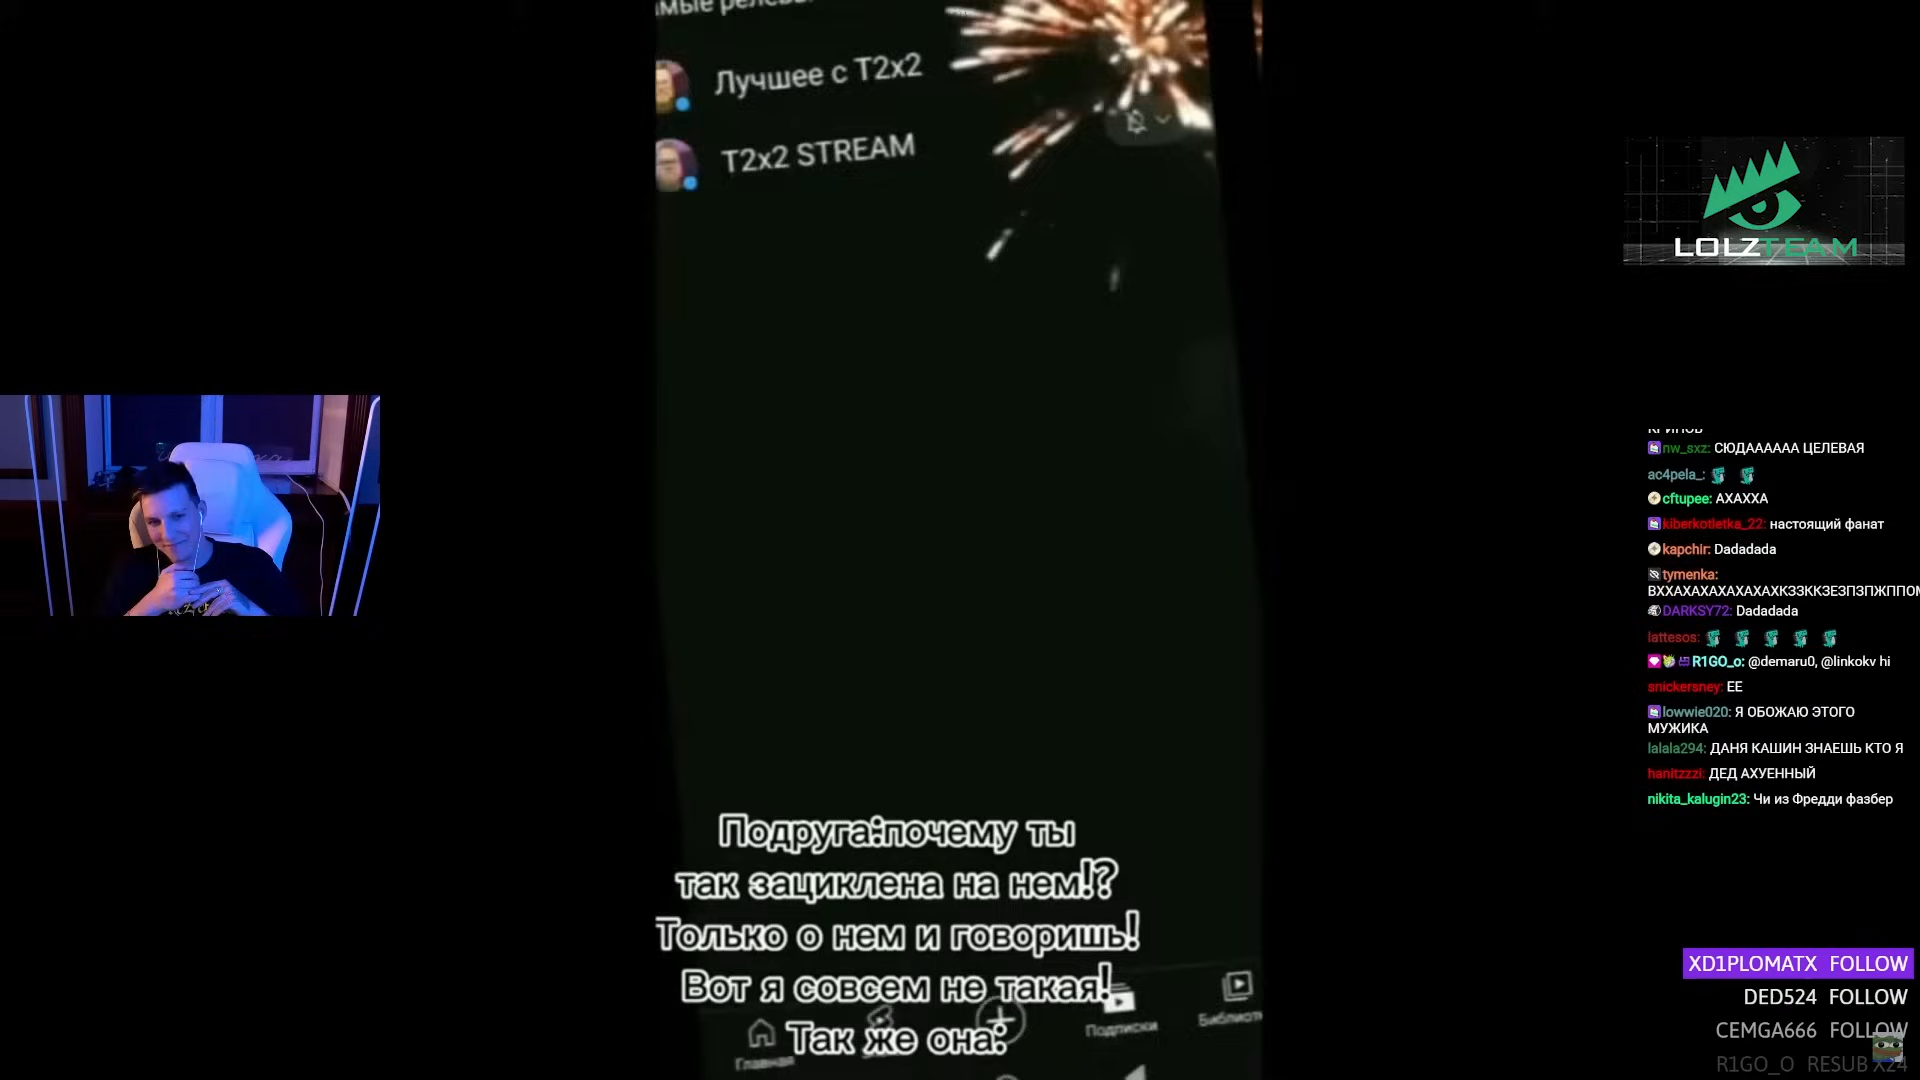 Лучшее с T2x2
T2x2 STREAM
Подруга:почему ты
так зациклена на нем!?
Только о нем и говоришь!
Вот я совсем не такая!
Так же она:
Главная
Подписки
LOLZTEAM
nw_sxz: СЮДАААААА ЦЕЛЕВАЯ
ac4pela_:
cftupee: АХАХХА
kiberkotletka_22: настоящий фанат
kapchir: Dadadada
tymenka:
DARKSY72: Dadadada
lattesos:
R1GO_o: @demaru0, @linkokv hi
snickersney: ЕЕ
lowwie020: Я ОБОЖАЮ ЭТОГО
МУЖИКА
lalala294: ДАНЯ КАШИН ЗНАЕШЬ КТО Я
hanitzzzi: ДЕД АХУЕННЫЙ
nikita_kalugin23: Чи из Фредди фазбер
XD1PLOMATX FOLLOW
DED524 FOLLOW
CEMGA666 FOLLOW
R1GO_O RESUB X24